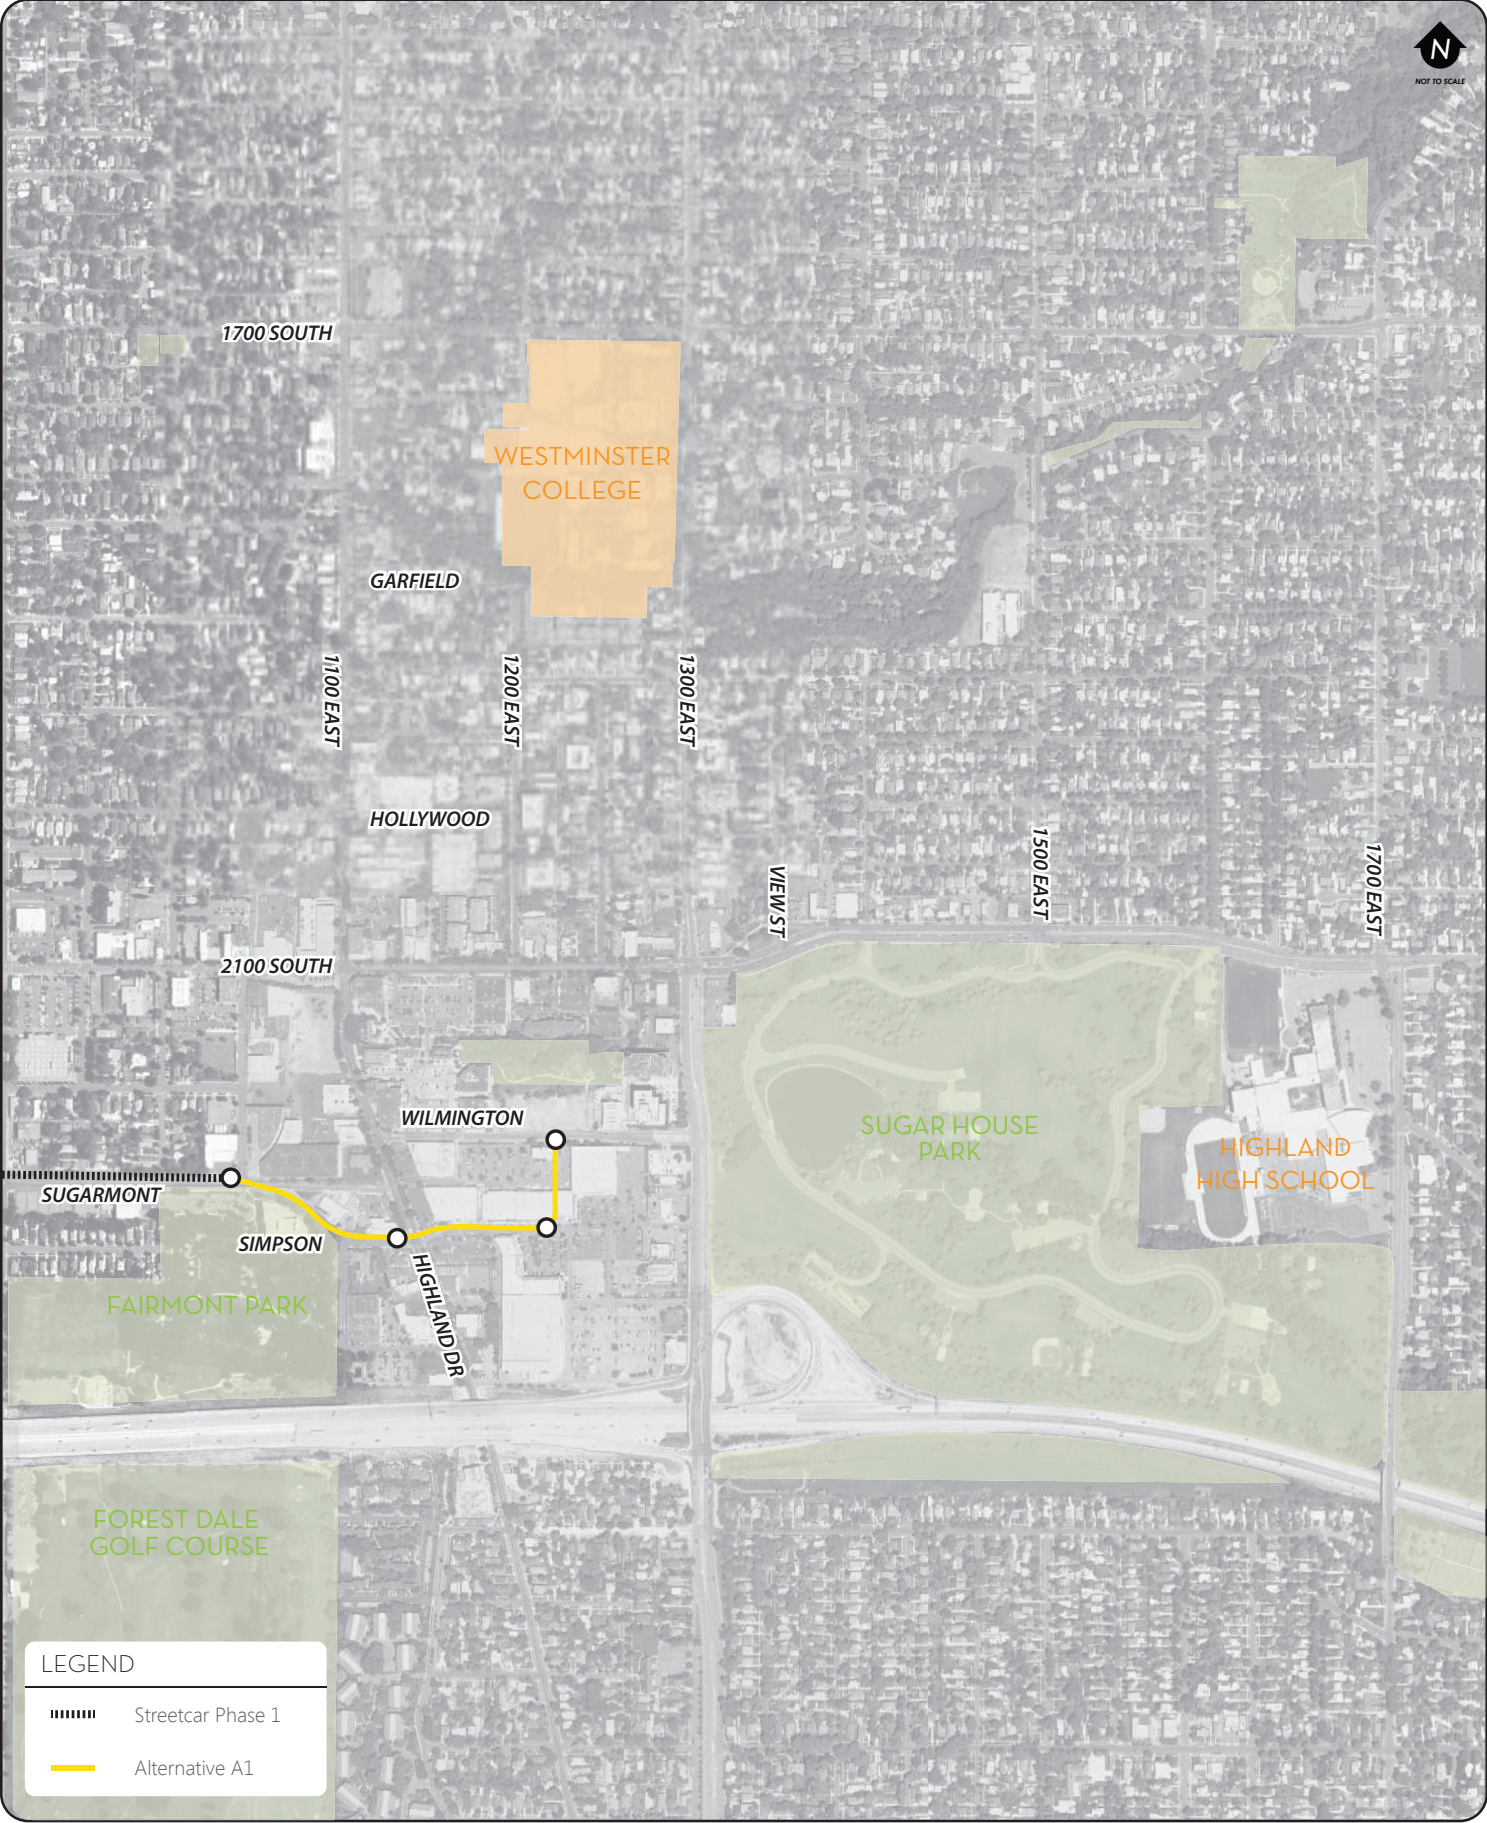 N
NOT TO SCALE
1700 SOUTH
WESTMINSTER
COLLEGE
GARFIELD
1100 EAST
1200 EAST
1300 EAST
HOLLYWOOD
VIEW ST
1500 EAST
1700 EAST
2100 SOUTH
WILMINGTON
SUGAR HOUSE
PARK
HIGHLAND
HIGH SCHOOL
SUGARMONT
SIMPSON
HIGHLAND DR
FAIRMONT PARK
FOREST DALE
GOLF COURSE
LEGEND
Streetcar Phase 1
Alternative A1